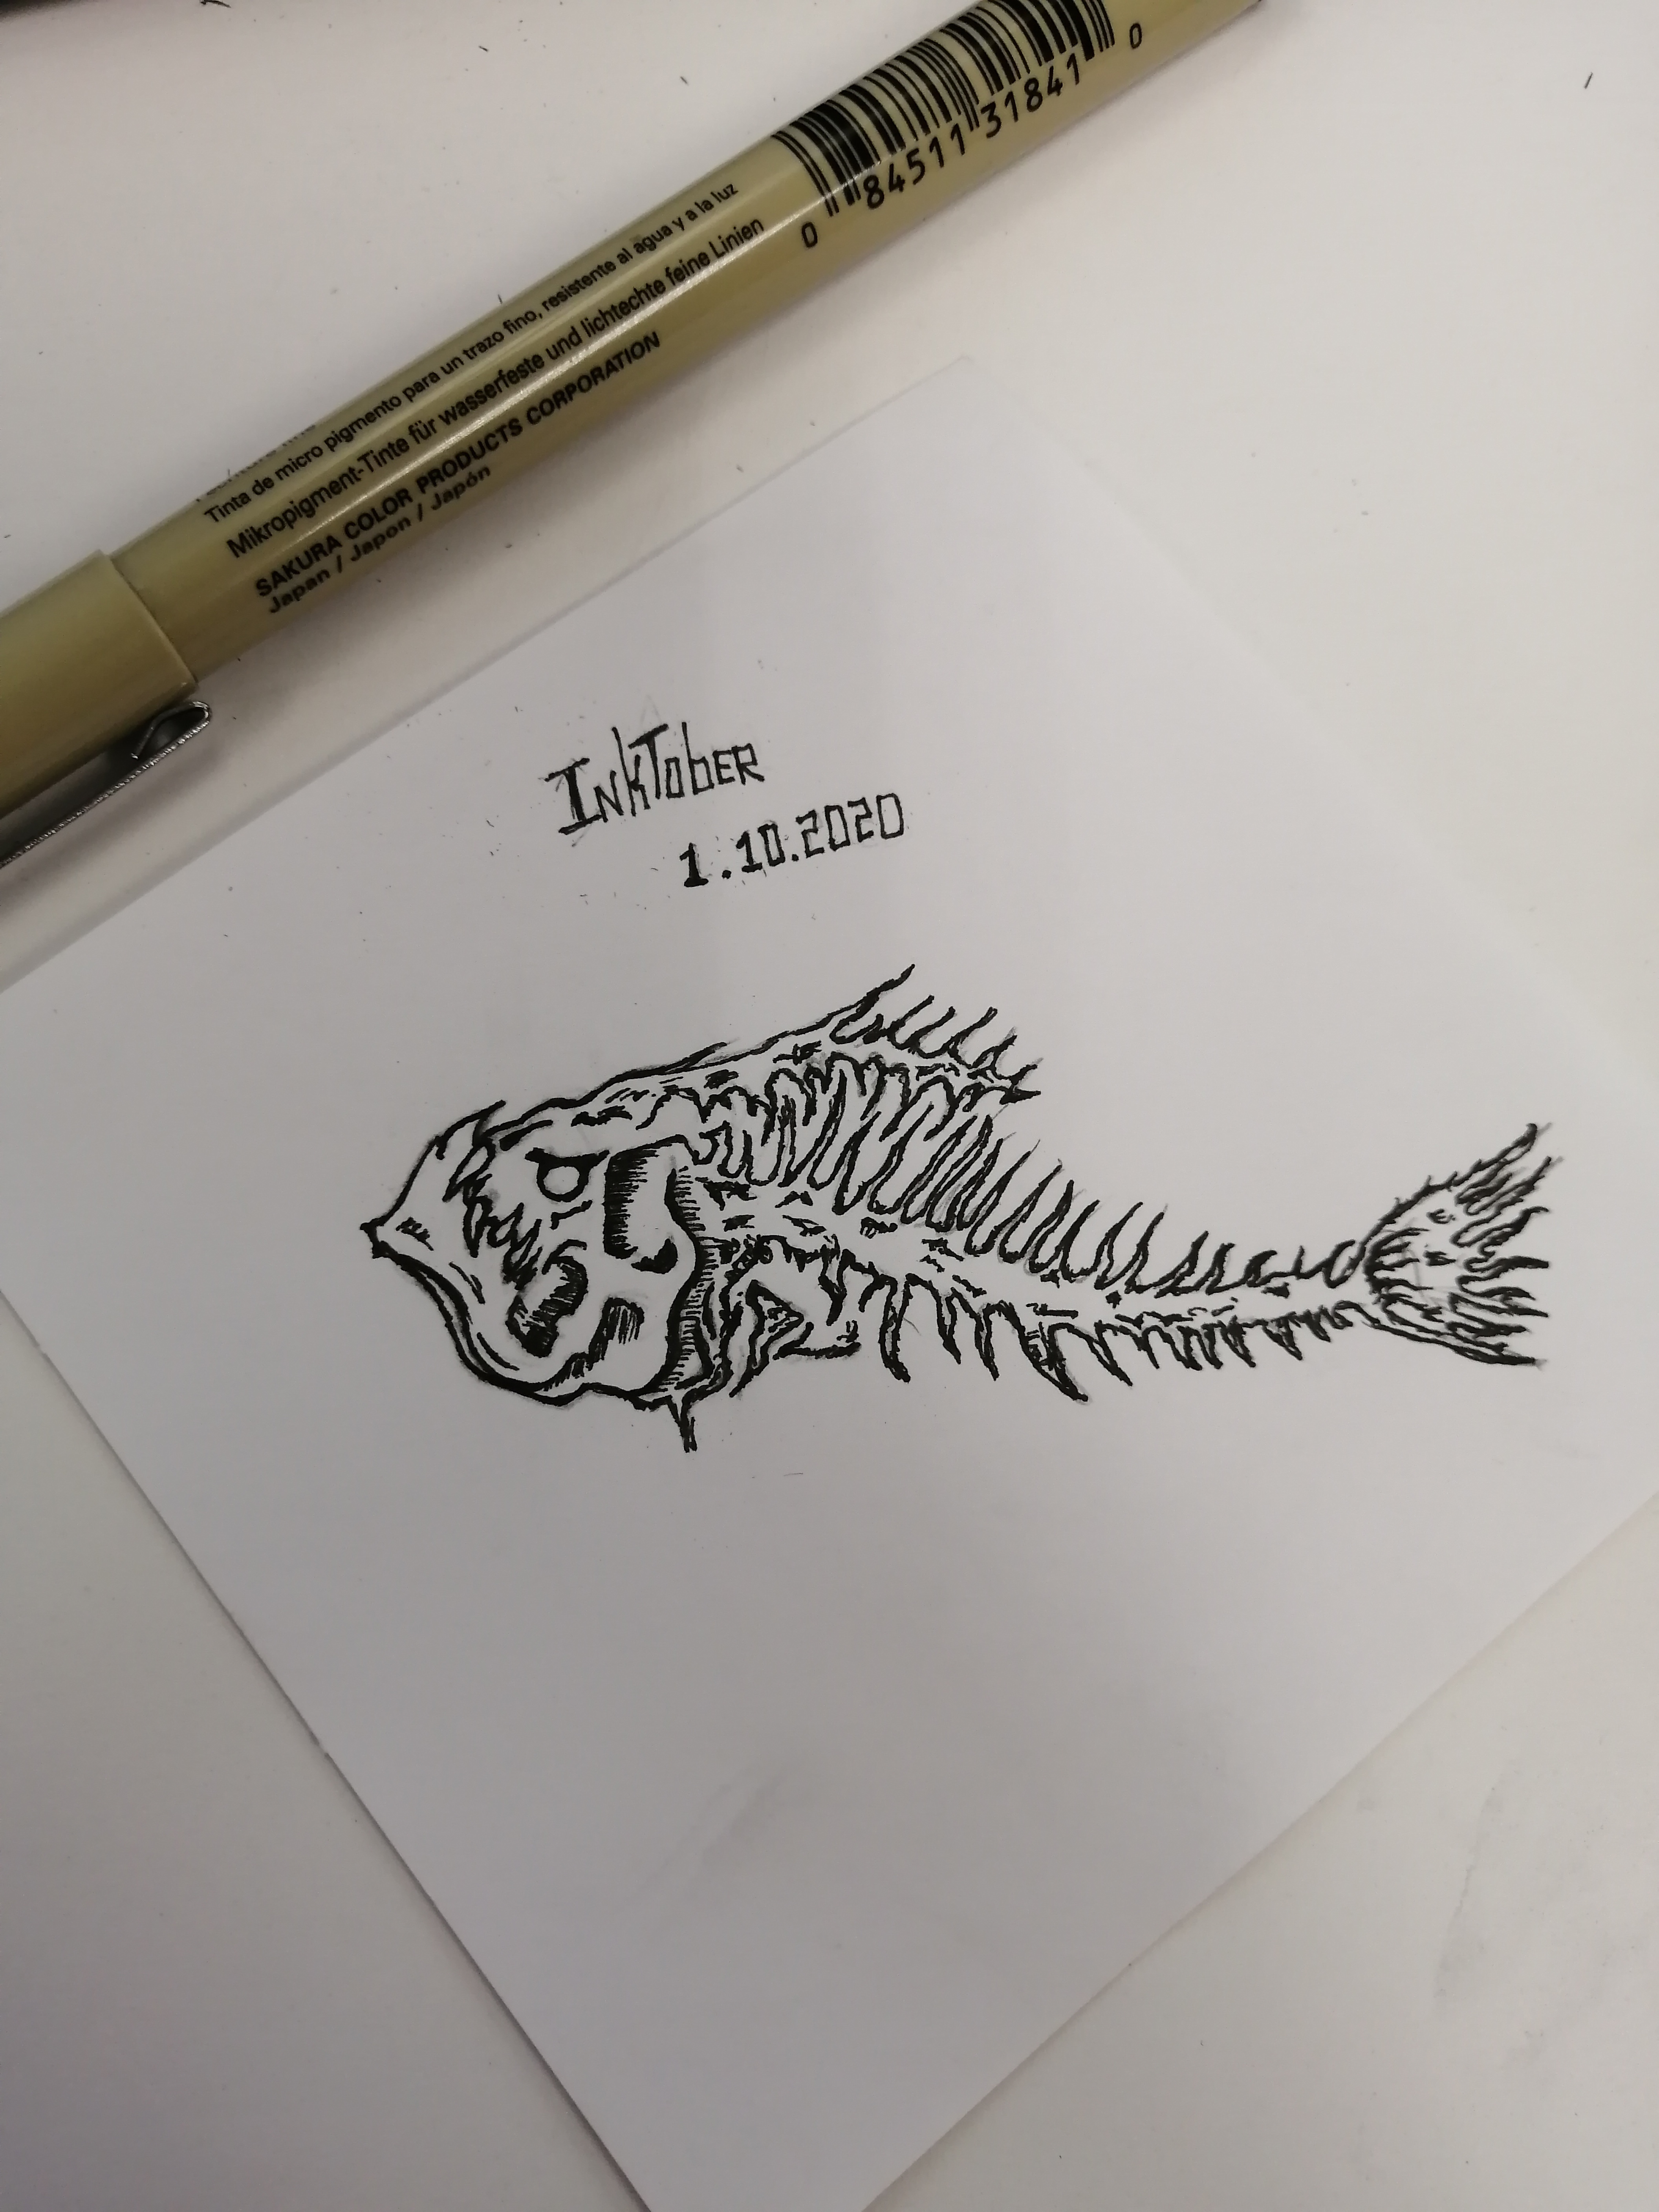 0 84511 31841 0
Tinta de micro pigmento para un trazo fino, resistente al agua y a la luz
Mikropigment-Tinte für wasserfeste und lichtechte feine Linien
SAKURA COLOR PRODUCTS CORPORATION
Japan / Japon / Japón
InkTobER
1.10.2020